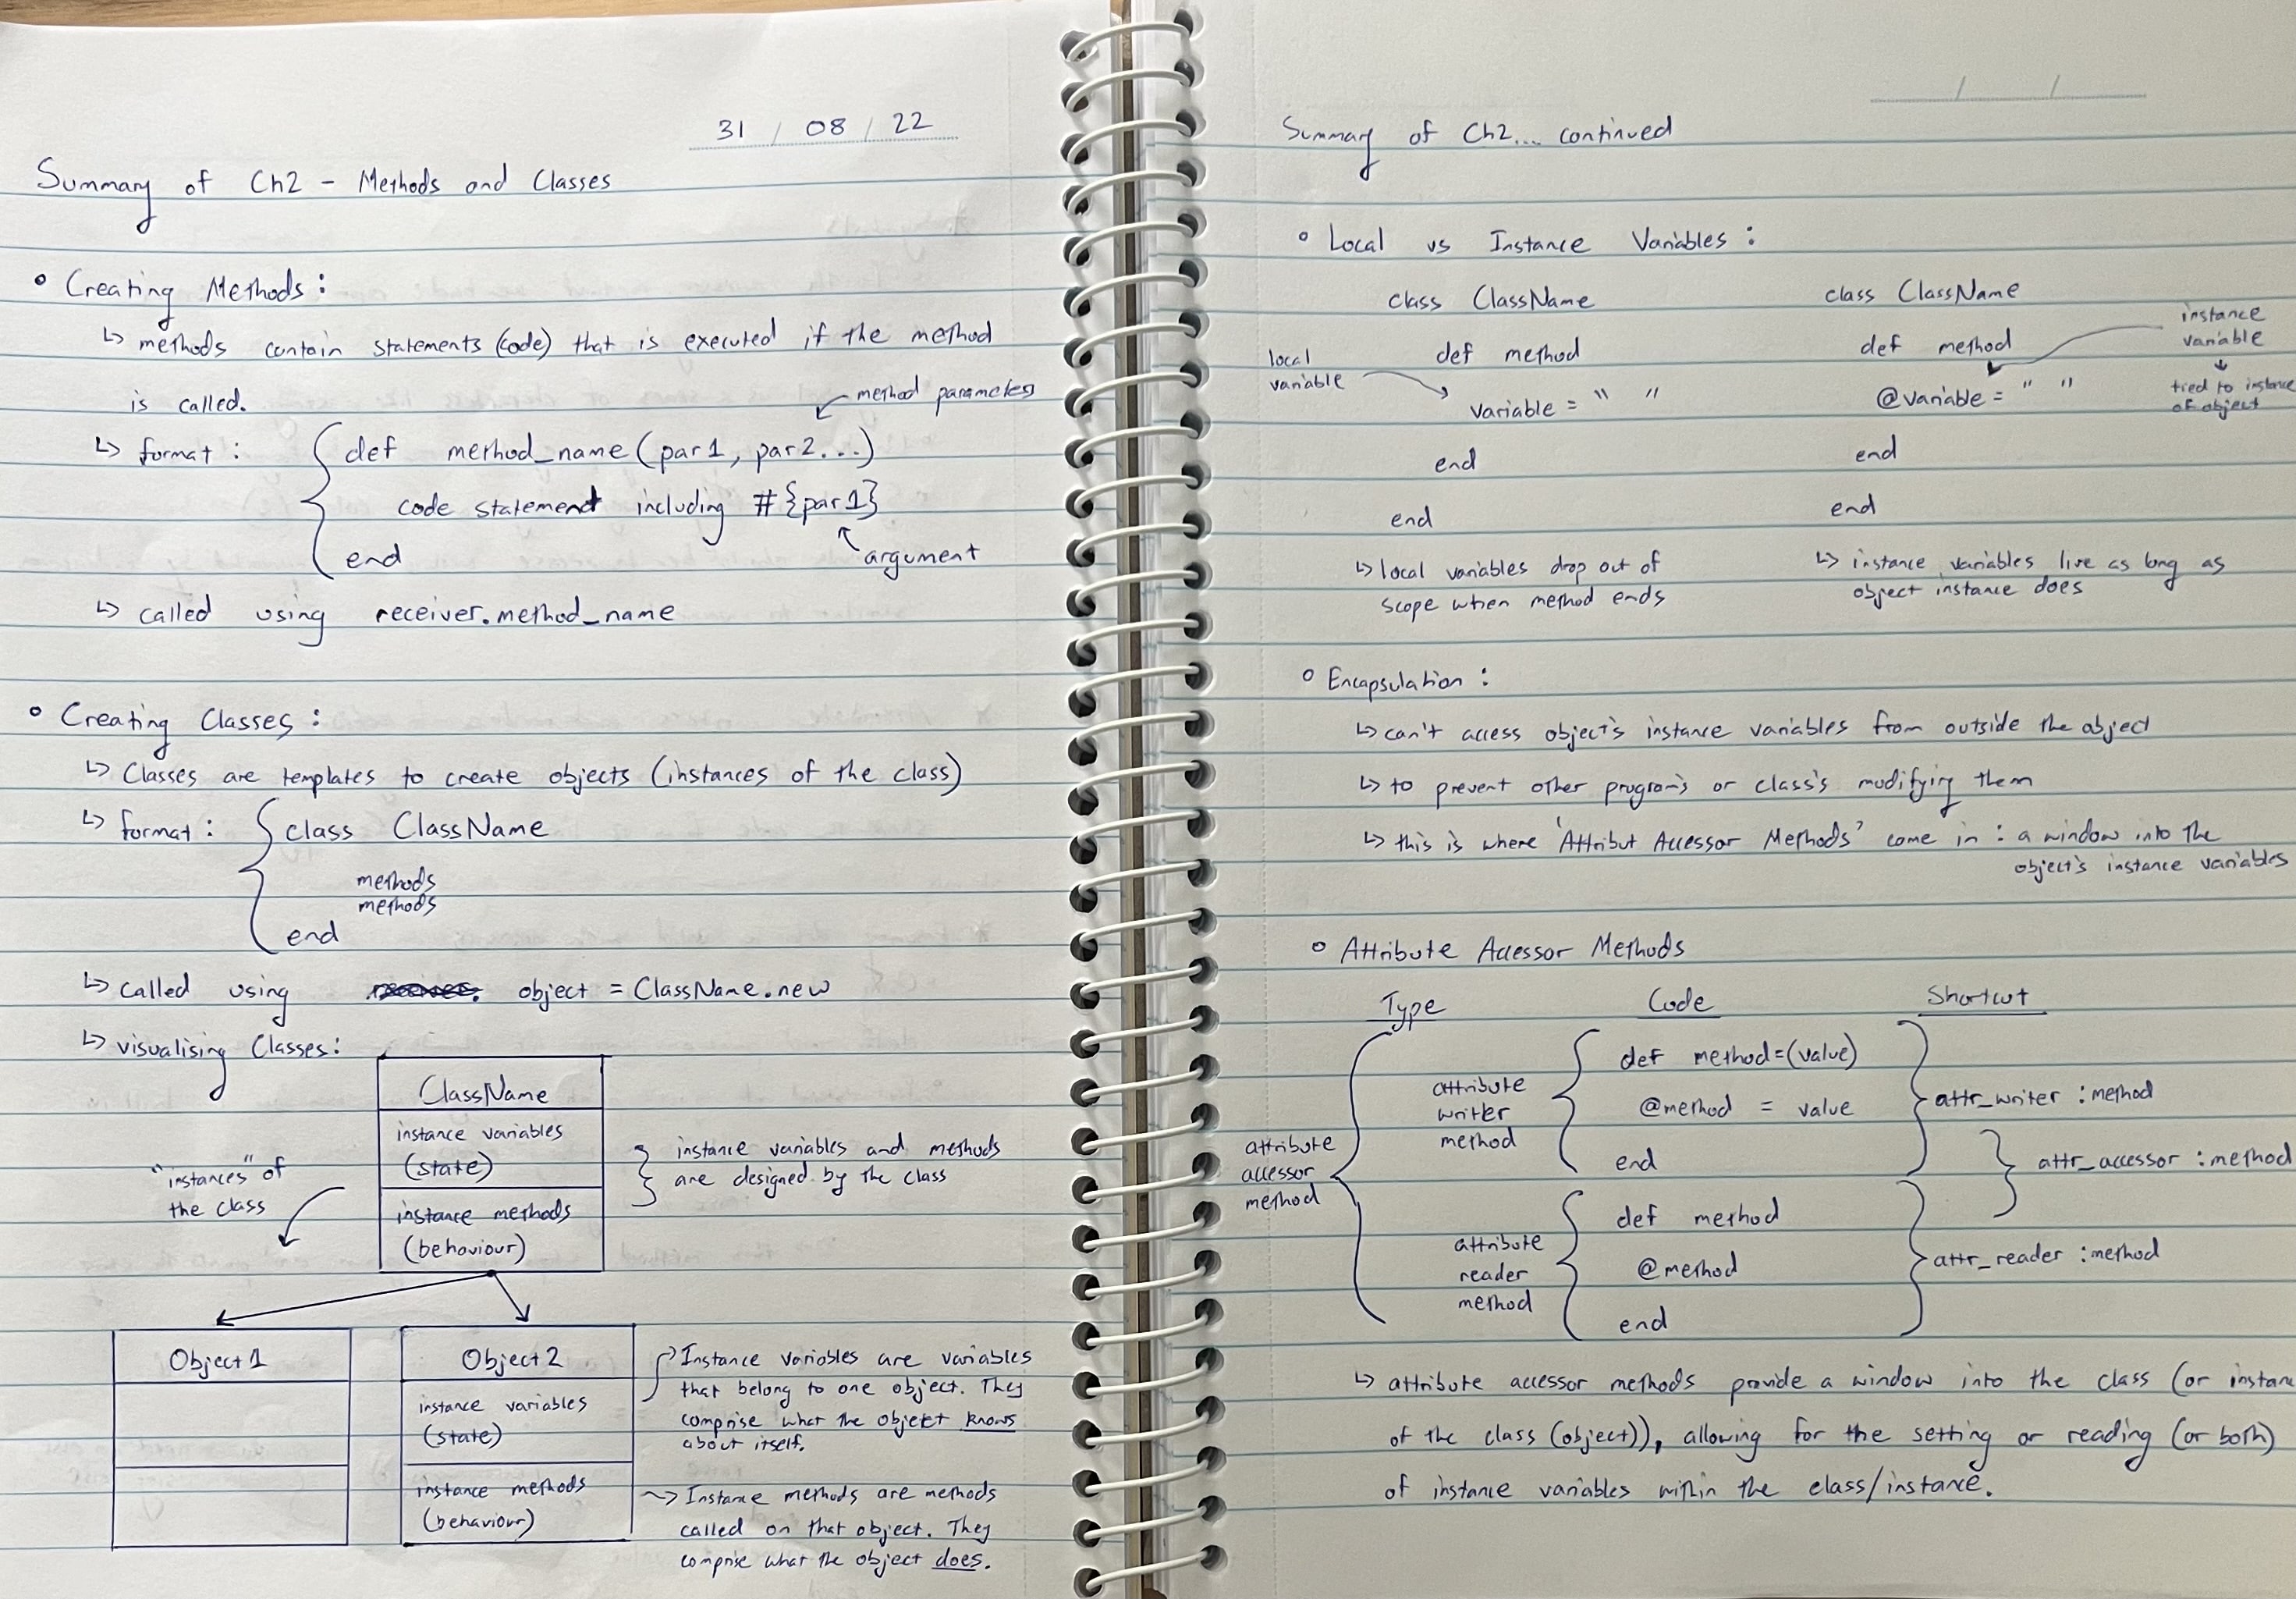 31 / 08 / 22
Summary of Ch2 - Methods and Classes
Creating Methods:
↳ methods contain statements (code) that is executed if the method
is called.
method parameters
↳ format: def method_name (par1, par2...)
code statement including #{par1}
end
argument
↳ called using receiver.method_name
Creating Classes:
↳ Classes are templates to create objects (instances of the class)
↳ format: class ClassName
methods
methods
end
↳ called using object = ClassName.new
↳ visualising Classes:
ClassName
instance variables
(state)
instance methods
(behaviour)
instance variables and methods
are designed by the class
"instances" of
the class
Object 1
Object 2
instance variables
(state)
instance methods
(behaviour)
Instance variables are variables
that belong to one object. They
comprise what the object knows
about itself.
Instance methods are methods
called on that object. They
comprise what the object does.
/ /
Summary of Ch2... continued
Local vs Instance Variables:
class ClassName
def method
local
variable
variable = " "
end
end
↳ local variables drop out of
scope when method ends
class ClassName
def method
instance
variable
↓
tied to instance
of object
@variable = " "
end
end
↳ instance variables live as long as
object instance does
Encapsulation:
↳ can't access object's instance variables from outside the object
↳ to prevent other program's or class's modifying them
↳ this is where 'Attribut Accessor Methods' come in: a window into the
object's instance variables
Attribute Accessor Methods
Type Code Shortcut
attribute
accessor
method
attribute
writer
method
def method=(value)
@method = value
end
attr_writer :method
attr_accessor :method
attribute
reader
method
def method
@method
end
attr_reader :method
↳ attribute accessor methods provide a window into the class (or instan
of the class (object)), allowing for the setting or reading (or both)
of instance variables within the class/instance.